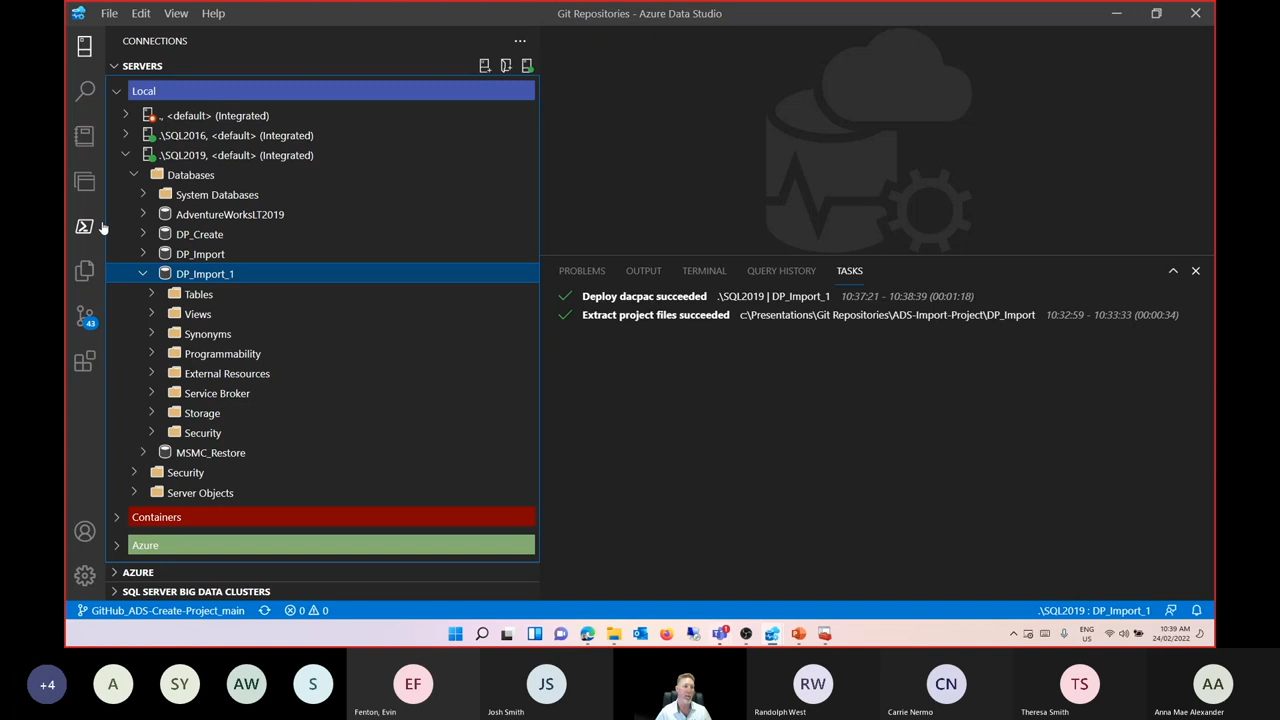 File Edit View Help
Git Repositories - Azure Data Studio
CONNECTIONS
SERVERS
Local
., <default> (Integrated)
.\SQL2016, <default> (Integrated)
.\SQL2019, <default> (Integrated)
Databases
System Databases
AdventureWorksLT2019
DP_Create
DP_Import
DP_Import_1
Tables
Views
Synonyms
Programmability
External Resources
Service Broker
Storage
Security
MSMC_Restore
Security
Server Objects
Containers
Azure
AZURE
SQL SERVER BIG DATA CLUSTERS
43
PROBLEMS OUTPUT TERMINAL QUERY HISTORY TASKS
Deploy dacpac succeeded .\SQL2019 | DP_Import_1 10:37:21 - 10:38:39 (00:01:18)
Extract project files succeeded c:\Presentations\Git Repositories\ADS-Import-Project\DP_Import 10:32:59 - 10:33:33 (00:00:34)
GitHub_ADS-Create-Project_main 0 0 .\SQL2019 : DP_Import_1
ENG
US
10:39 AM
24/02/2022
+4 A SY AW S EF JS RW CN TS AA
Fenton, Evin Josh Smith Randolph West Carrie Nermo Theresa Smith Anna Mae Alexander